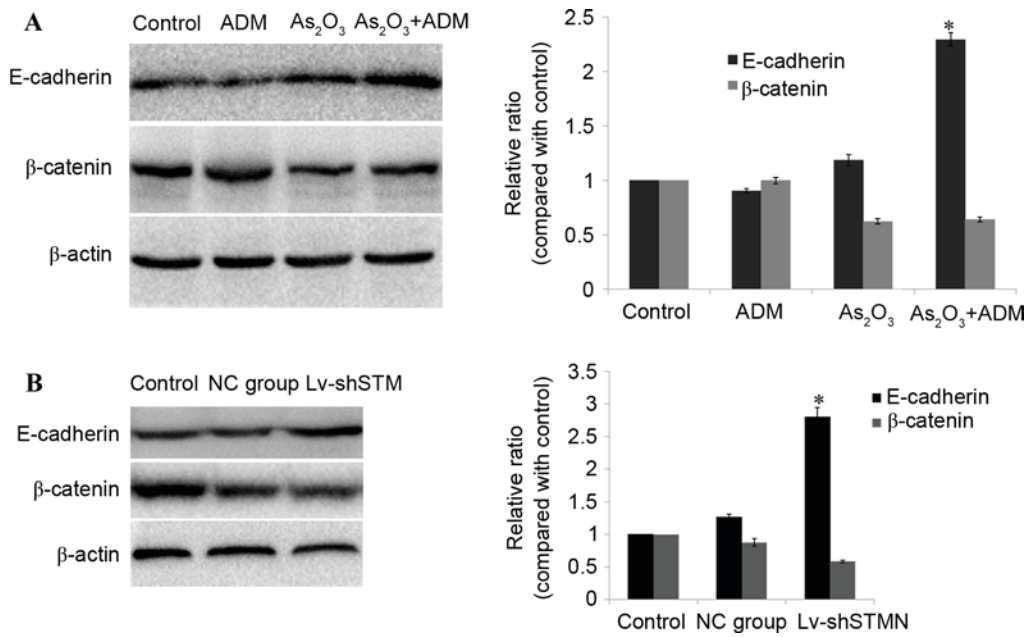 A
Control ADM As₂O₃ As₂O₃+ADM
E-cadherin
β-catenin
β-actin
Relative ratio
(compared with control)
2.5
2
1.5
1
0.5
0
E-cadherin
β-catenin
*
Control ADM As₂O₃ As₂O₃+ADM
B
Control NC group Lv-shSTM
E-cadherin
β-catenin
β-actin
Relative ratio
(compared with control)
3.5
3
2.5
2
1.5
1
0.5
0
E-cadherin
β-catenin
*
Control NC group Lv-shSTMN